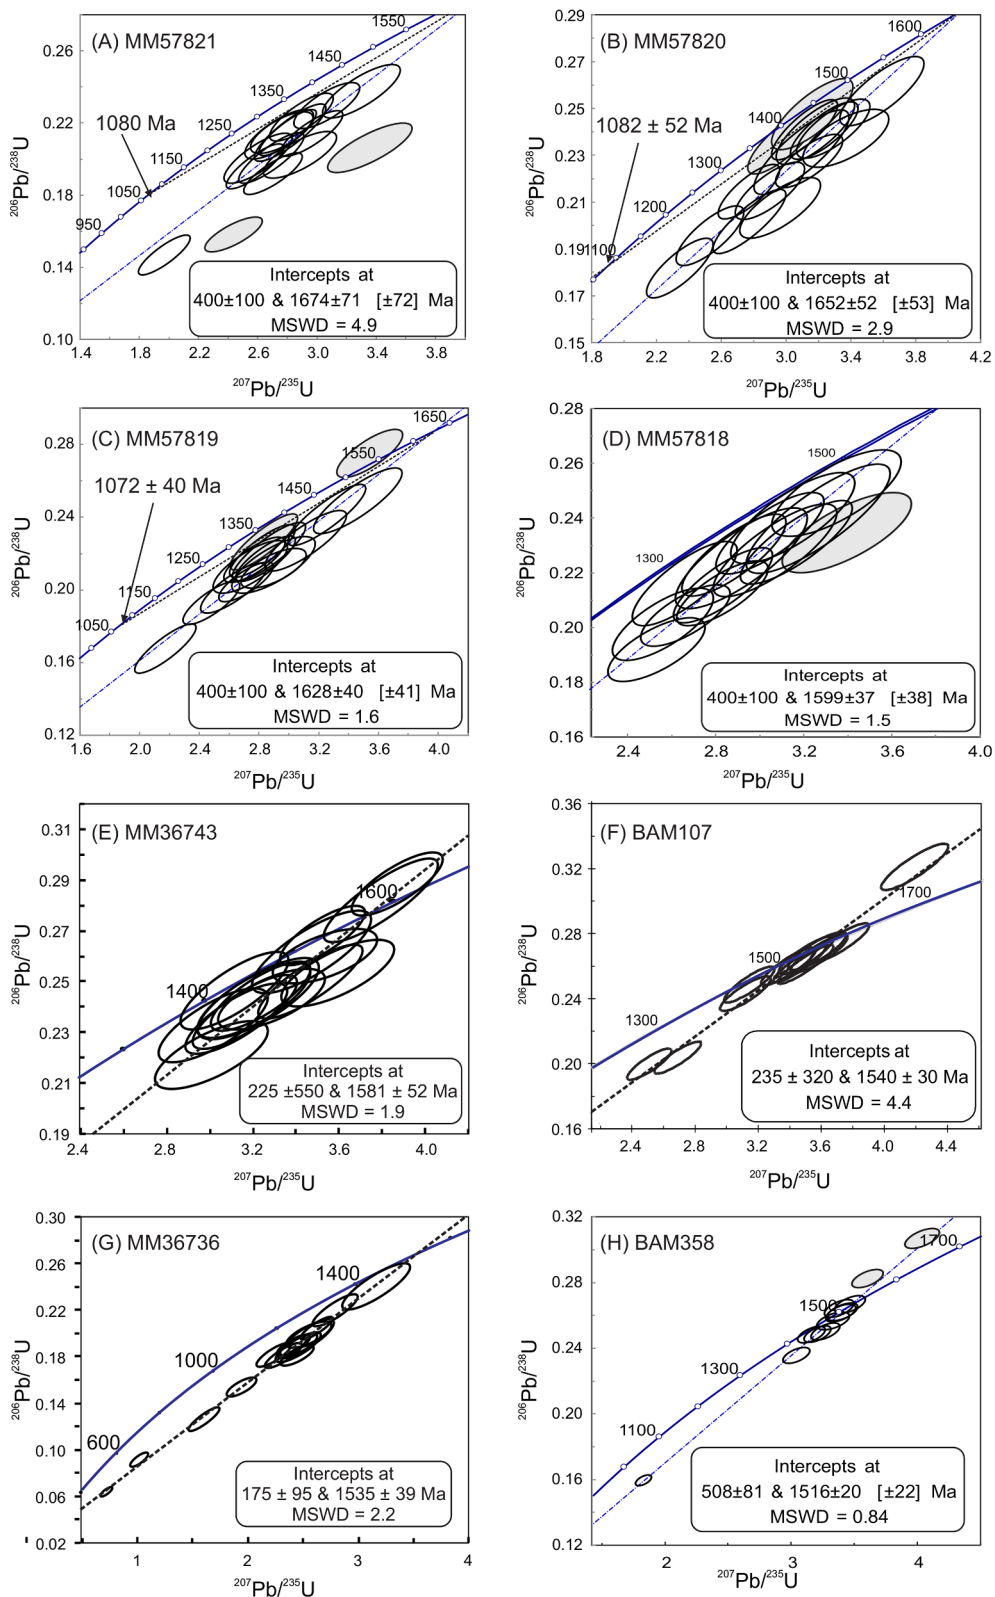 (A) MM57821
0.26
0.22
0.18
0.14
0.10
206Pb/238U
1550
1450
1350
1250
1150
1050
950
1080 Ma
Intercepts at
400±100 & 1674±71 [±72] Ma
MSWD = 4.9
1.4
1.8
2.2
2.6
3.0
3.4
3.8
207Pb/235U
(B) MM57820
0.29
0.27
0.25
0.23
0.21
0.19
0.17
0.15
206Pb/238U
1600
1500
1400
1300
1200
1100
1082 ± 52 Ma
Intercepts at
400±100 & 1652±52 [±53] Ma
MSWD = 2.9
1.8
2.2
2.6
3.0
3.4
3.8
4.2
207Pb/235U
(C) MM57819
0.28
0.24
0.20
0.16
0.12
206Pb/238U
1650
1550
1450
1350
1250
1150
1050
1072 ± 40 Ma
Intercepts at
400±100 & 1628±40 [±41] Ma
MSWD = 1.6
1.6
2.0
2.4
2.8
3.2
3.6
4.0
207Pb/235U
(D) MM57818
0.28
0.26
0.24
0.22
0.20
0.18
0.16
206Pb/238U
1500
1300
Intercepts at
400±100 & 1599±37 [±38] Ma
MSWD = 1.5
2.4
2.8
3.2
3.6
4.0
207Pb/235U
(E) MM36743
0.31
0.29
0.27
0.25
0.23
0.21
0.19
206Pb/238U
1600
1400
Intercepts at
225 ±550 & 1581 ± 52 Ma
MSWD = 1.9
2.4
2.8
3.2
3.6
4.0
207Pb/235U
(F) BAM107
0.36
0.32
0.28
0.24
0.20
0.16
206Pb/238U
1700
1500
1300
Intercepts at
235 ± 320 & 1540 ± 30 Ma
MSWD = 4.4
2.4
2.8
3.2
3.6
4.0
4.4
207Pb/235U
(G) MM36736
0.30
0.26
0.22
0.18
0.14
0.10
0.06
0.02
206Pb/238U
1400
1000
600
Intercepts at
175 ± 95 & 1535 ± 39 Ma
MSWD = 2.2
1
2
3
4
207Pb/235U
(H) BAM358
0.32
0.28
0.24
0.20
0.16
0.12
206Pb/238U
1700
1500
1300
1100
Intercepts at
508±81 & 1516±20 [±22] Ma
MSWD = 0.84
2
3
4
207Pb/235U